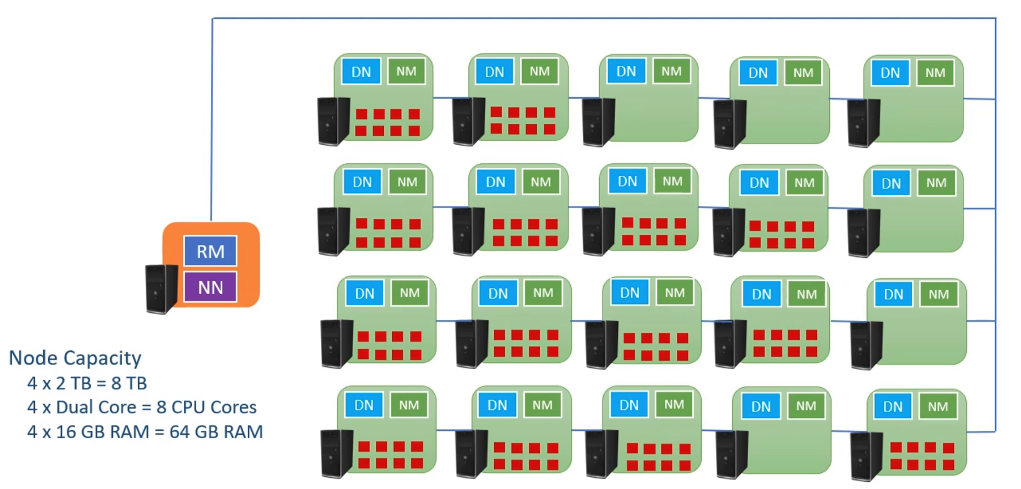 DN NM DN NM DN NM DN NM DN NM
DN NM DN NM DN NM DN NM DN NM
RM
NN
DN NM DN NM DN NM DN NM DN NM
Node Capacity
4 x 2 TB = 8 TB
4 x Dual Core = 8 CPU Cores
4 x 16 GB RAM = 64 GB RAM
DN NM DN NM DN NM DN NM DN NM